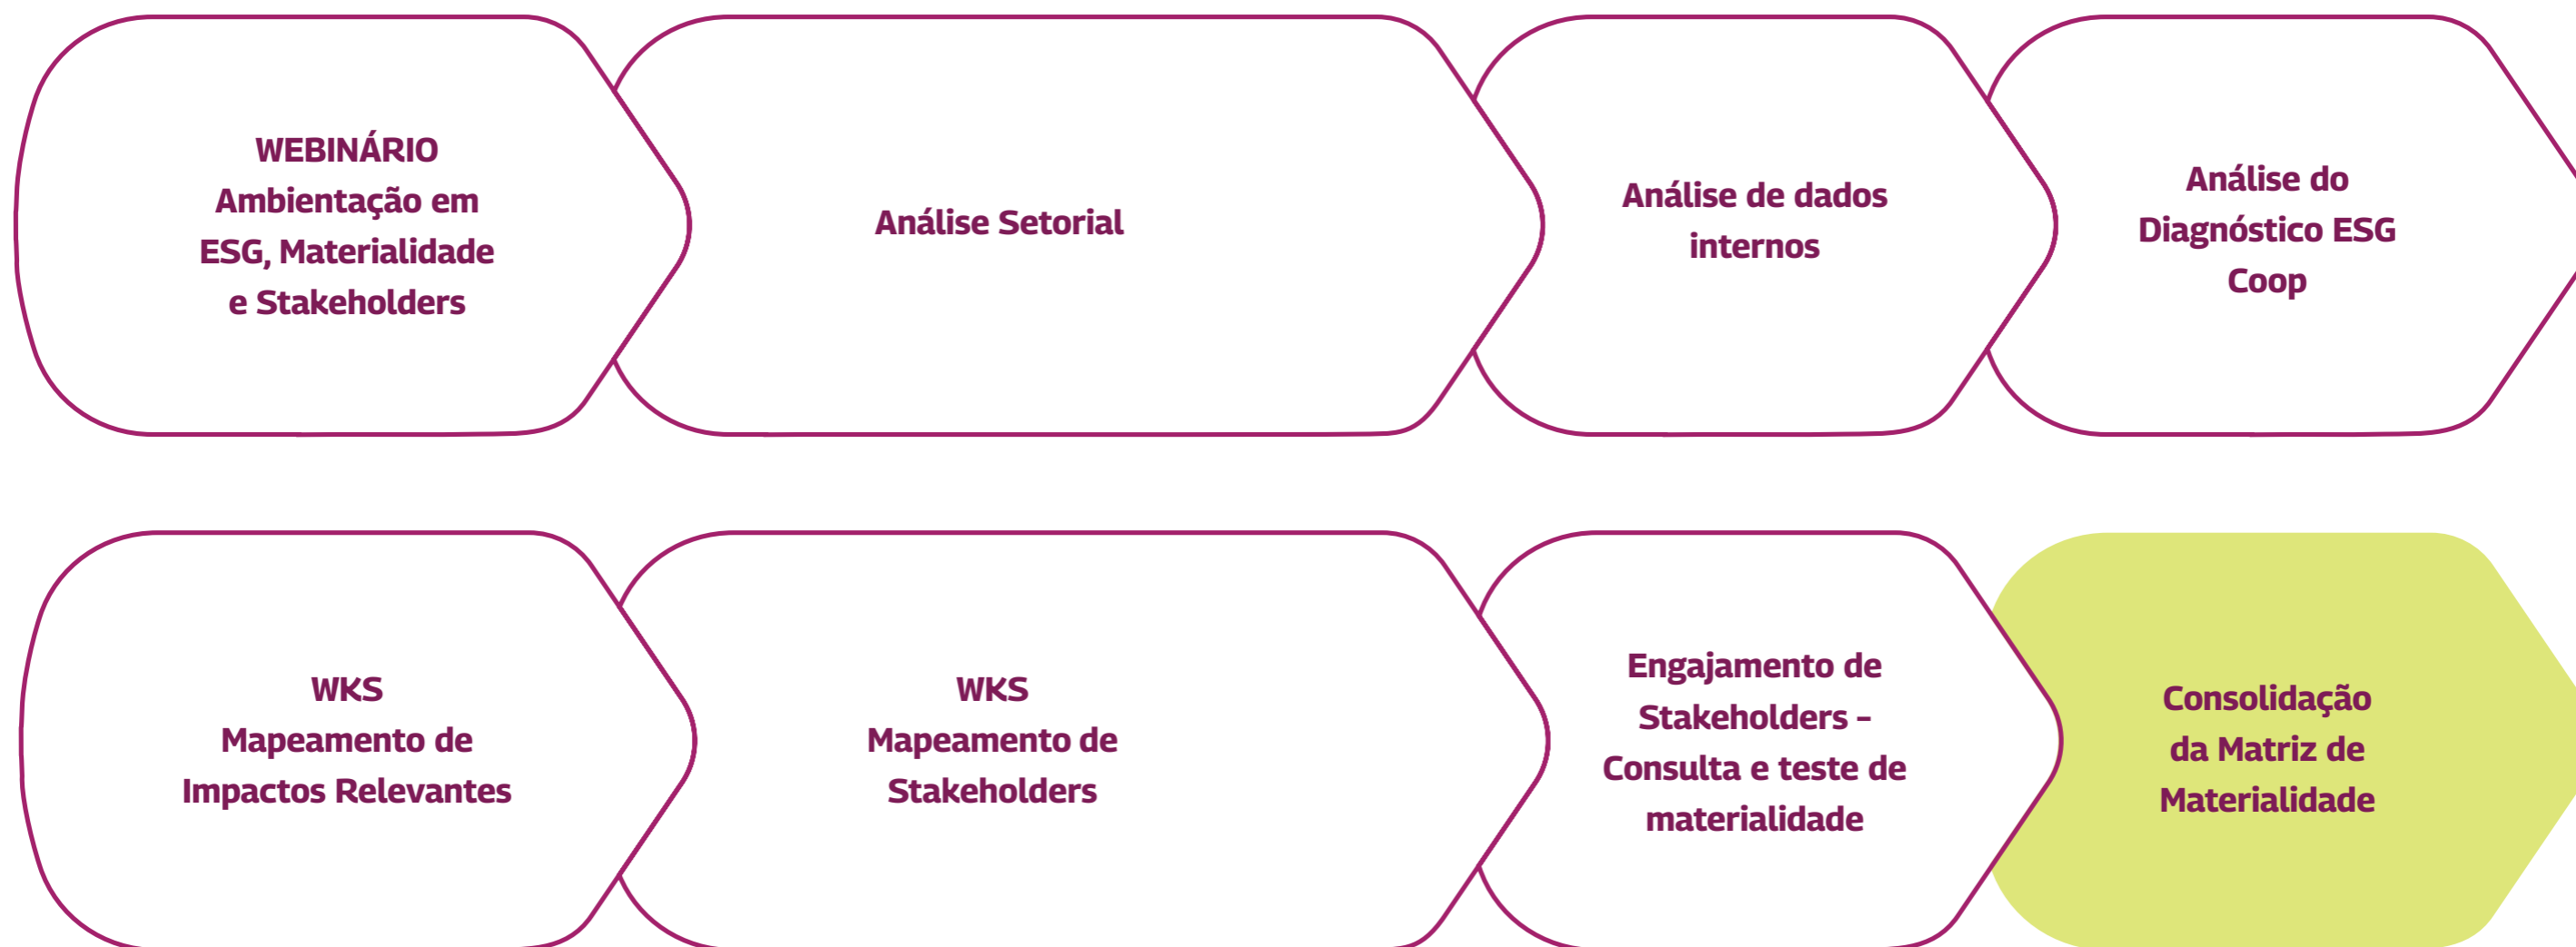 WEBINÁRIO
Ambientação em
ESG, Materialidade
e Stakeholders
Análise Setorial
Análise de dados
internos
Análise do
Diagnóstico ESG
Coop
WKS
Mapeamento de
Impactos Relevantes
WKS
Mapeamento de
Stakeholders
Engajamento de
Stakeholders –
Consulta e teste de
materialidade
Consolidação
da Matriz de
Materialidade